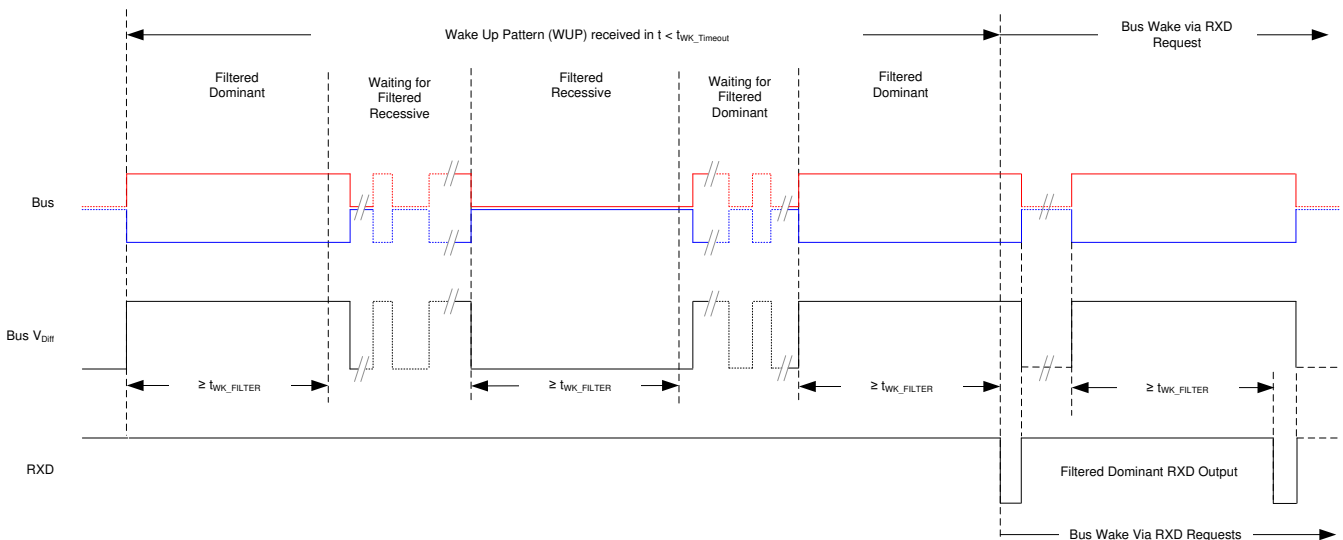 Wake Up Pattern (WUP) received in t < tWK_Timeout
Bus Wake via RXD
Request
Filtered
Dominant
Waiting for
Filtered
Recessive
Filtered
Recessive
Waiting for
Filtered
Dominant
Filtered
Dominant
Bus
Bus VDiff
≥ tWK_FILTER
≥ tWK_FILTER
≥ tWK_FILTER
≥ tWK_FILTER
RXD
Filtered Dominant RXD Output
Bus Wake Via RXD Requests